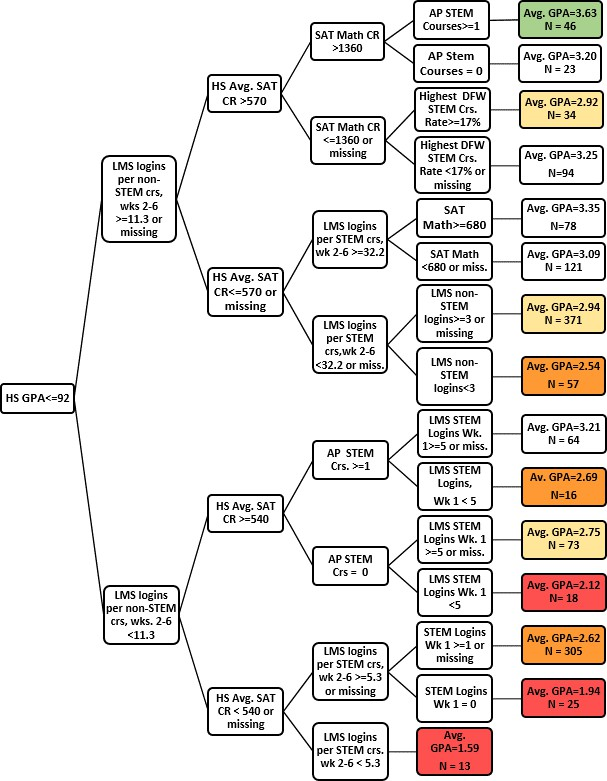 HS GPA<=92
LMS logins
per non-
STEM crs,
wks 2-6
>=11.3 or
missing
LMS logins
per non-STEM
crs, wks. 2-6
<11.3
HS Avg. SAT
CR >570
HS Avg. SAT
CR<=570 or
missing
HS Avg. SAT
CR >=540
HS Avg. SAT
CR < 540 or
missing
SAT Math CR
>1360
SAT Math CR
<=1360 or
missing
LMS logins
per STEM crs,
wk 2-6 >=32.2
LMS logins
per STEM
crs,wk 2-6
<32.2 or miss.
AP STEM
Crs. >=1
AP STEM
Crs = 0
LMS logins
per STEM crs,
wk 2-6 >=5.3
or missing
LMS logins
per STEM crs.
wk 2-6 < 5.3
AP STEM
Courses>=1
AP Stem
Courses = 0
Highest DFW
STEM Crs.
Rate>=17%
Highest DFW
STEM Crs.
Rate <17% or
missing
SAT
Math>=680
SAT Math
<680 or miss.
LMS non-
STEM
logins>=3 or
missing
LMS non-
STEM
logins<3
LMS STEM
Logins Wk.
1>=5 or miss.
LMS STEM
Logins,
Wk 1 < 5
LMS STEM
Logins Wk. 1
>=5 or miss.
LMS STEM
Logins Wk. 1
<5
STEM Logins
Wk 1 >=1 or
missing
STEM Logins
Wk 1 = 0
Avg.
GPA=1.59
N = 13
Avg. GPA=3.63
N = 46
Avg. GPA=3.20
N = 23
Avg. GPA=2.92
N= 34
Avg. GPA=3.25
N=94
Avg. GPA=3.35
N=78
Avg. GPA=3.09
N = 121
Avg. GPA=2.94
N = 371
Avg. GPA=2.54
N = 57
Avg. GPA=3.21
N = 64
Av. GPA=2.69
N=16
Avg. GPA=2.75
N = 73
Avg. GPA=2.12
N= 18
Avg. GPA=2.62
N = 305
Avg. GPA=1.94
N = 25